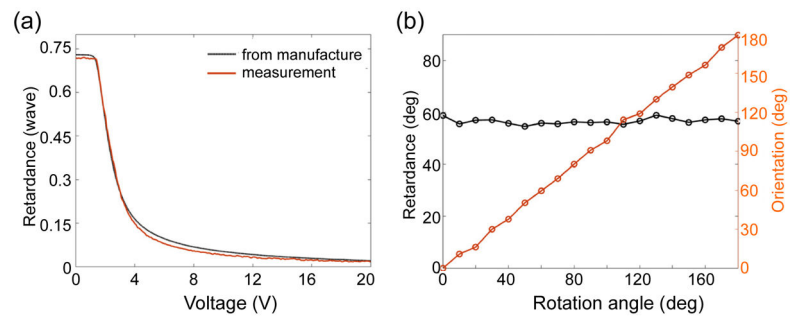 (a)
Retardance (wave)
0.75
0.6
0.45
0.3
0.15
0
from manufacture
measurement
0 4 8 12 16 20
Voltage (V)
(b)
Retardance (deg)
80
60
40
20
0
180
150
120
90
60
30
0
Orientation (deg)
0 40 80 120 160
Rotation angle (deg)